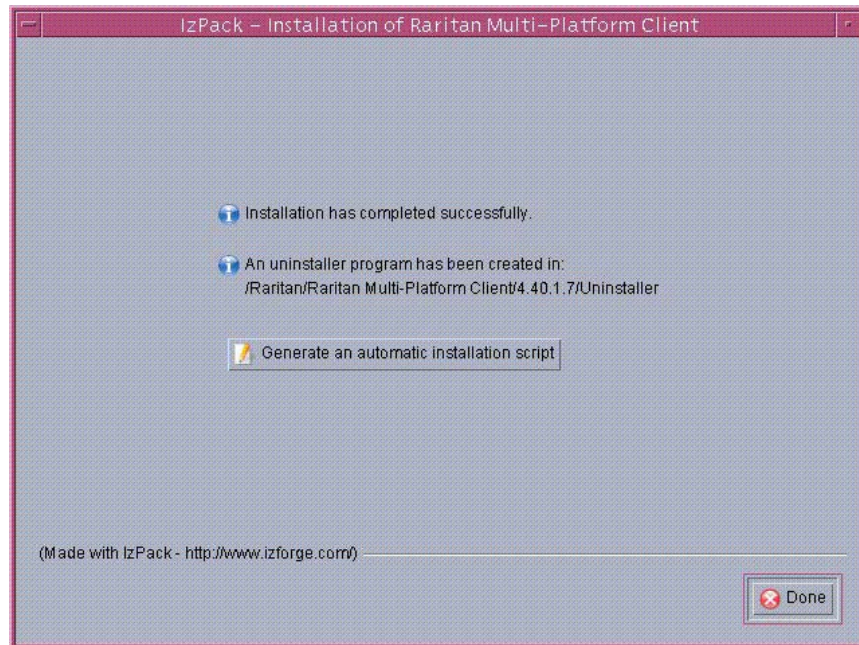 IzPack – Installation of Raritan Multi–Platform Client
Installation has completed successfully.
An uninstaller program has been created in:
/Raritan/Raritan Multi-Platform Client/4.40.1.7/Uninstaller
Generate an automatic installation script
(Made with IzPack - http://www.izforge.com/)
Done